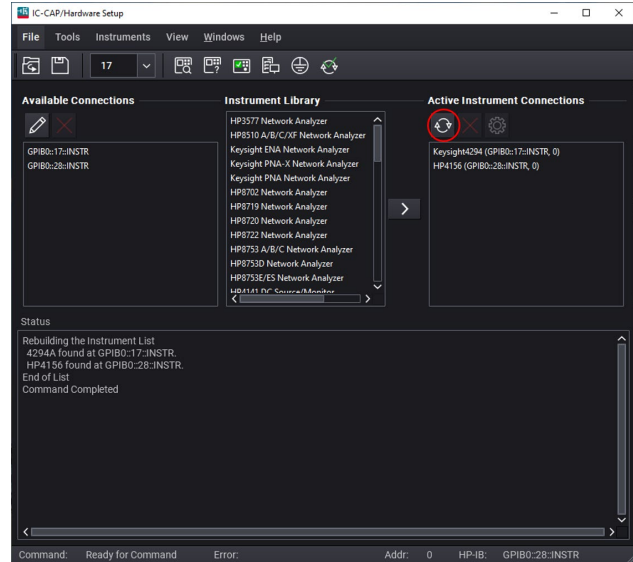 IC-CAP/Hardware Setup
File Tools Instruments View Windows Help
17
Available Connections
GPIB0::17::INSTR
GPIB0::28::INSTR
Instrument Library
HP3577 Network Analyzer
HP8510 A/B/C/XF Network Analyzer
Keysight ENA Network Analyzer
Keysight PNA-X Network Analyzer
Keysight PNA Network Analyzer
HP8702 Network Analyzer
HP8719 Network Analyzer
HP8720 Network Analyzer
HP8722 Network Analyzer
HP8753 A/B/C Network Analyzer
HP8753D Network Analyzer
HP8753E/ES Network Analyzer
HP4141 DC Source/Monitor
Active Instrument Connections
Keysight4294 (GPIB0::17::INSTR, 0)
HP4156 (GPIB0::28::INSTR, 0)
Status
Rebuilding the Instrument List
4294A found at GPIB0::17::INSTR.
HP4156 found at GPIB0::28::INSTR.
End of List
Command Completed
Command: Ready for Command Error: Addr: 0 HP-IB: GPIB0::28::INSTR